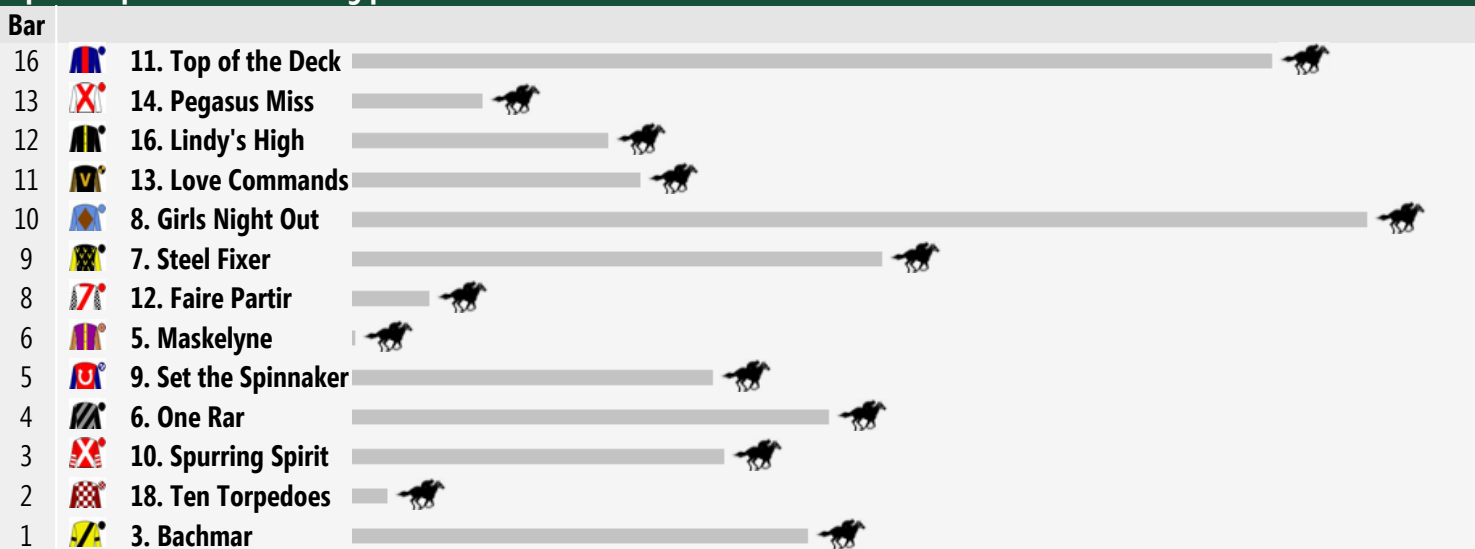 Bar
16 11. Top of the Deck
13 14. Pegasus Miss
12 16. Lindy's High
11 V 13. Love Commands
10 8. Girls Night Out
9 7. Steel Fixer
8 7 12. Faire Partir
6 5. Maskelyne
5 9. Set the Spinnaker
4 6. One Rar
3 10. Spurring Spirit
2 18. Ten Torpedoes
1 3. Bachmar